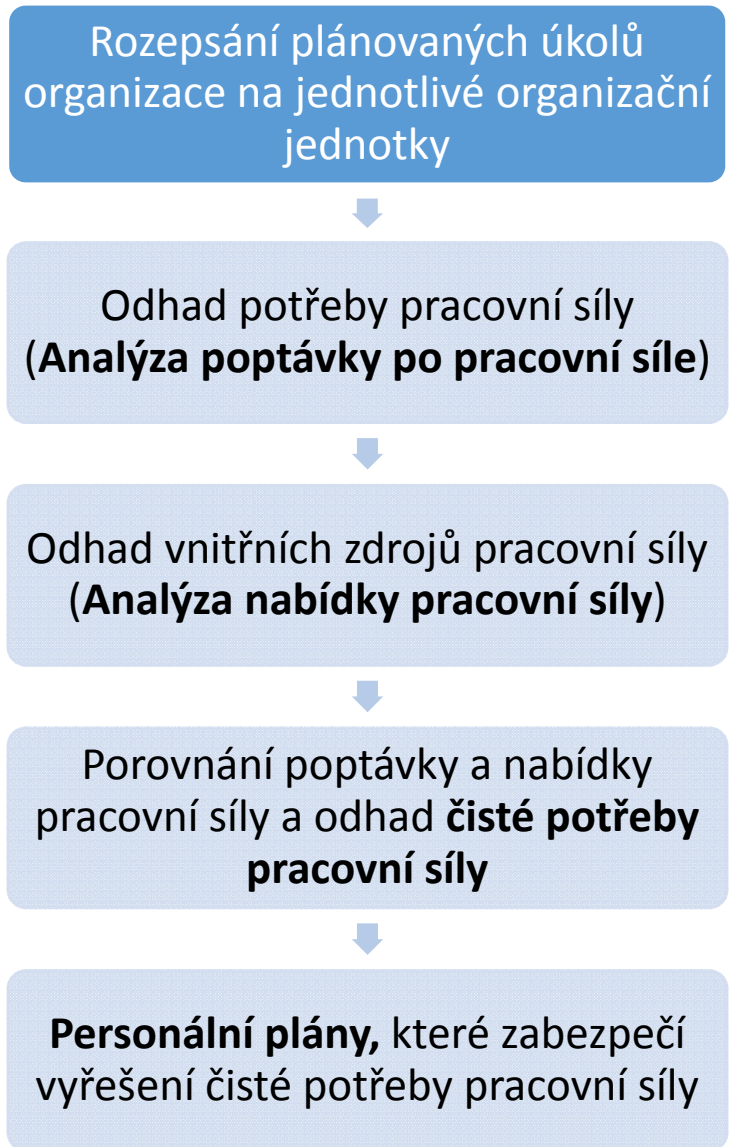 Rozepsání plánovaných úkolů
organizace na jednotlivé organizační
jednotky
Odhad potřeby pracovní síly
(Analýza poptávky po pracovní síle)
Odhad vnitřních zdrojů pracovní síly
(Analýza nabídky pracovní síly)
Porovnání poptávky a nabídky
pracovní síly a odhad čisté potřeby
pracovní síly
Personální plány, které zabezpečí
vyřešení čisté potřeby pracovní síly